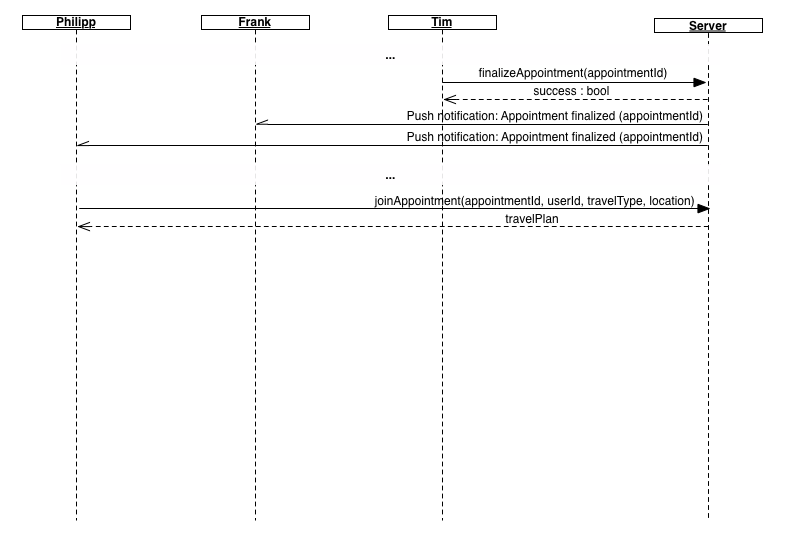 Philipp
Frank
Tim
Server
...
finalizeAppointment(appointmentId)
success : bool
Push notification: Appointment finalized (appointmentId)
Push notification: Appointment finalized (appointmentId)
...
joinAppointment(appointmentId, userId, travelType, location)
travelPlan